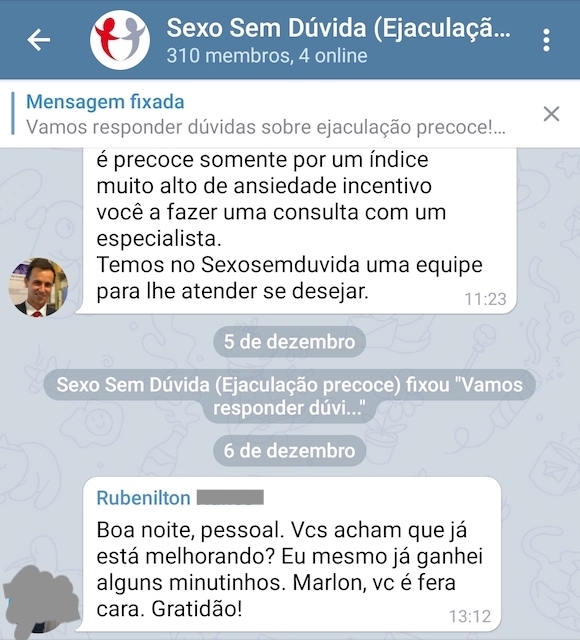 Sexo Sem Dúvida (Ejaculaçã...
310 membros, 4 online
Mensagem fixada
Vamos responder dúvidas sobre ejaculação precoce!...
é precoce somente por um índice
muito alto de ansiedade incentivo
você a fazer uma consulta com um
especialista.
Temos no Sexosemduvida uma equipe
para lhe atender se desejar.
11:23
5 de dezembro
Sexo Sem Dúvida (Ejaculação precoce) fixou "Vamos
responder dúvi..."
6 de dezembro
Rubenilton
Boa noite, pessoal. Vcs acham que já
está melhorando? Eu mesmo já ganhei
alguns minutinhos. Marlon, vc é fera
cara. Gratidão!
13:12